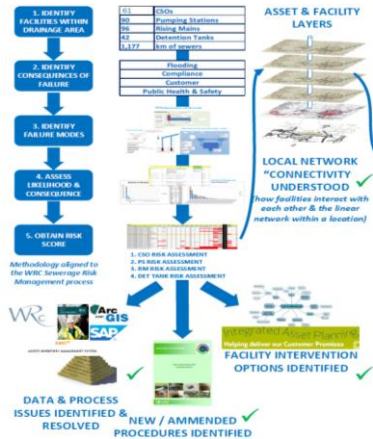 1. IDENTIFY
FACILITIES WITHIN
DRAINAGE AREA
2. IDENTIFY
CONSEQUENCES OF
FAILURE
3. IDENTIFY
FAILURE MODES
4. ASSESS
LIKELIHOOD &
CONSEQUENCE
5. OBTAIN RISK
SCORE
Methodology aligned to
the WRC Sewerage Risk
Management process
61 CSOs
90 Pumping Stations
96 Rising Mains
42 Detention Tanks
1,177 km of sewers
Flooding
Compliance
Customer
Public Health & Safety
1. CSO RISK ASSESSMENT
2. PS RISK ASSESSMENT
3. RM RISK ASSESSMENT
4. DET TANK RISK ASSESSMENT
ASSET & FACILITY
LAYERS
LOCAL NETWORK
"CONNECTIVITY
UNDERSTOOD
(how facilities interact with
each other & the linear
network within a location)
WRc
Arc
GIS
SAP
DATA & PROCESS
ISSUES IDENTIFIED &
RESOLVED
NEW / AMMENDED
PROCEDURES IDENTIFIED
Integrated Asset Planning
Helping deliver our Customer Promises
FACILITY INTERVENTION
OPTIONS IDENTIFIED